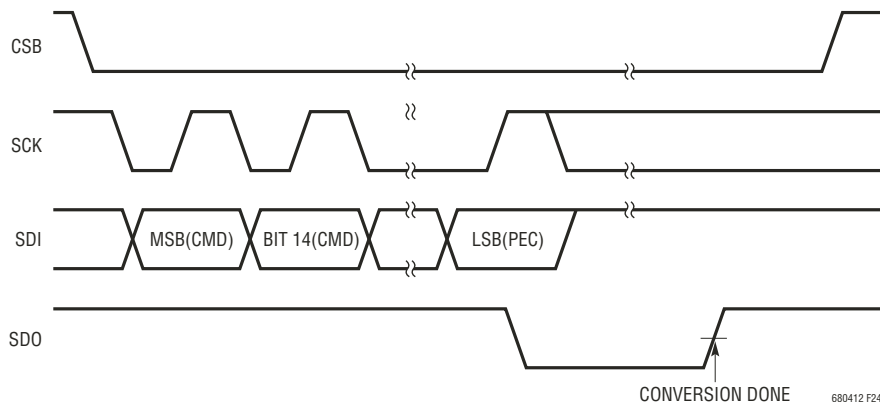 CSB
SCK
SDI
MSB(CMD)
BIT 14(CMD)
LSB(PEC)
SDO
CONVERSION DONE
680412 F24